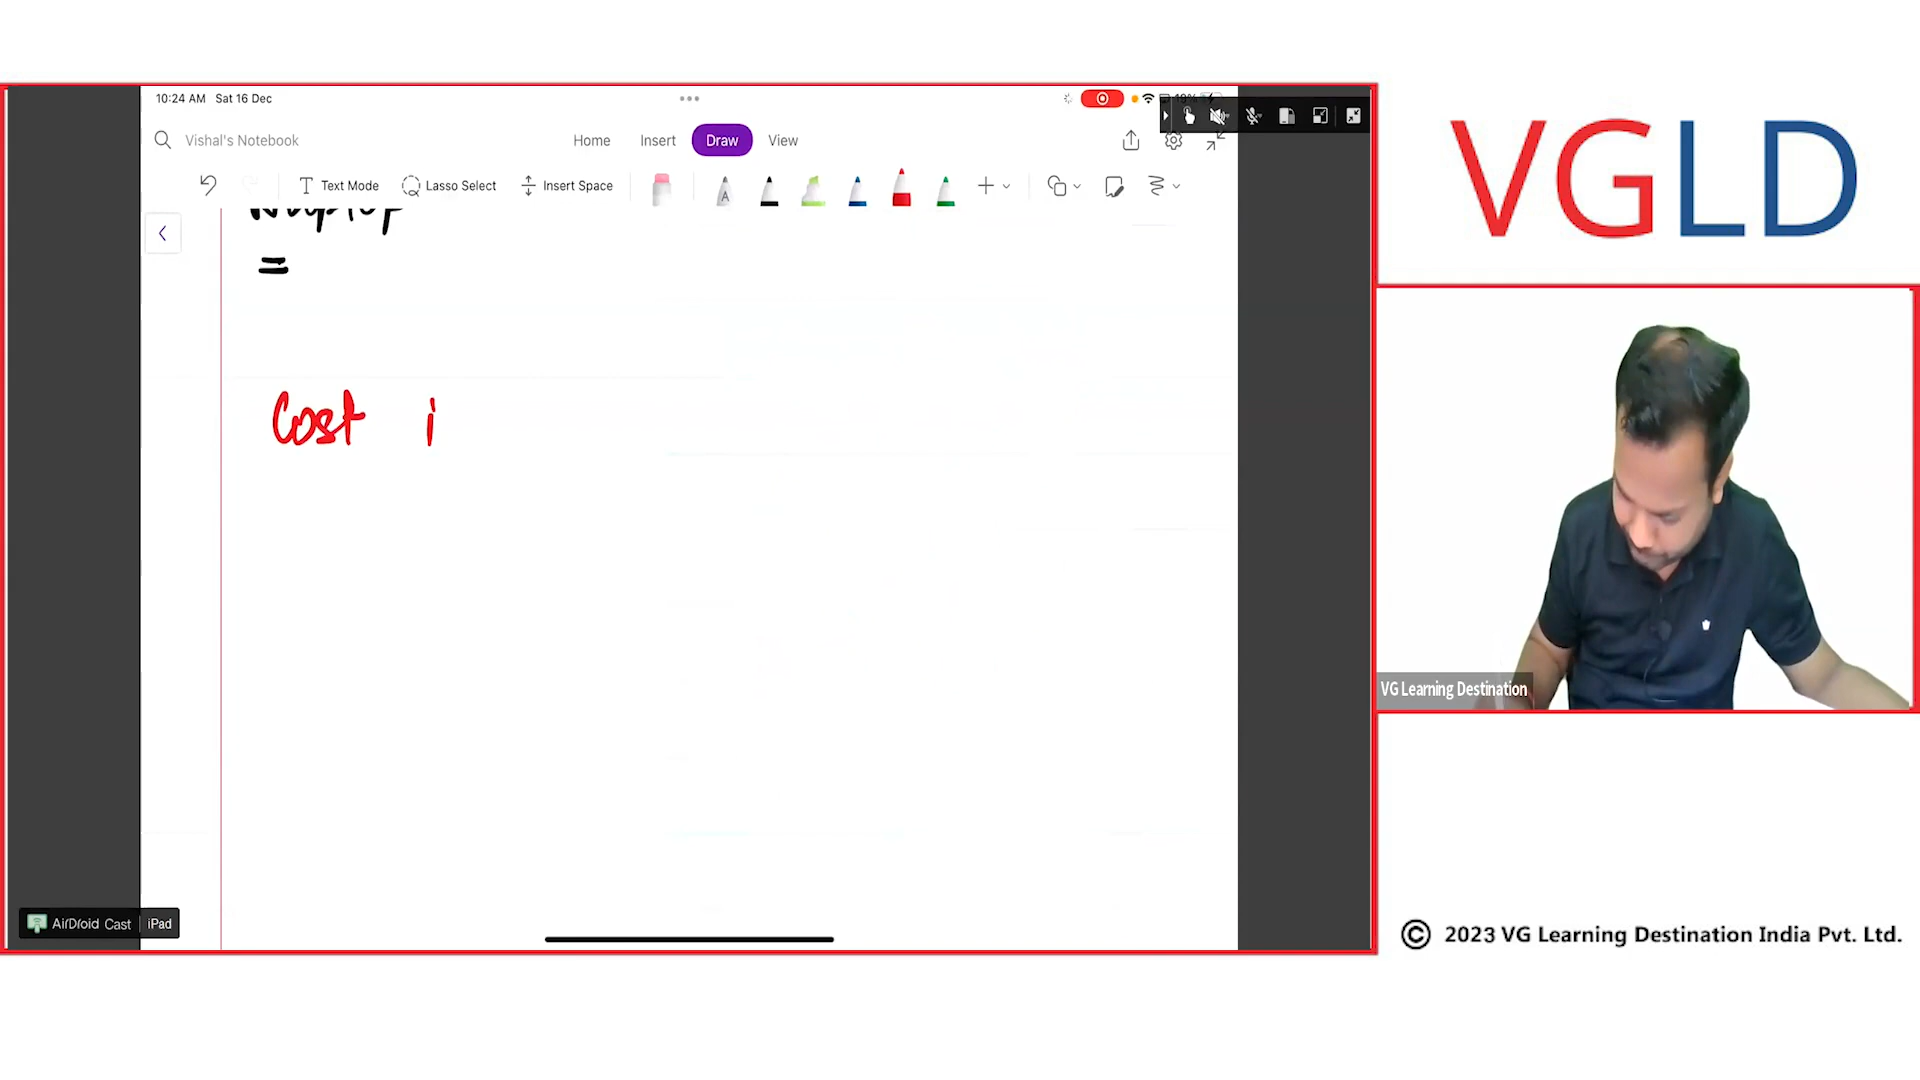 10:24 AM Sat 16 Dec
19%
VGLD
Vishal's Notebook
Home Insert Draw View
Text Mode Lasso Select Insert Space
A
=
Cost i
VG Learning Destination
AirDroid Cast iPad
© 2023 VG Learning Destination India Pvt. Ltd.